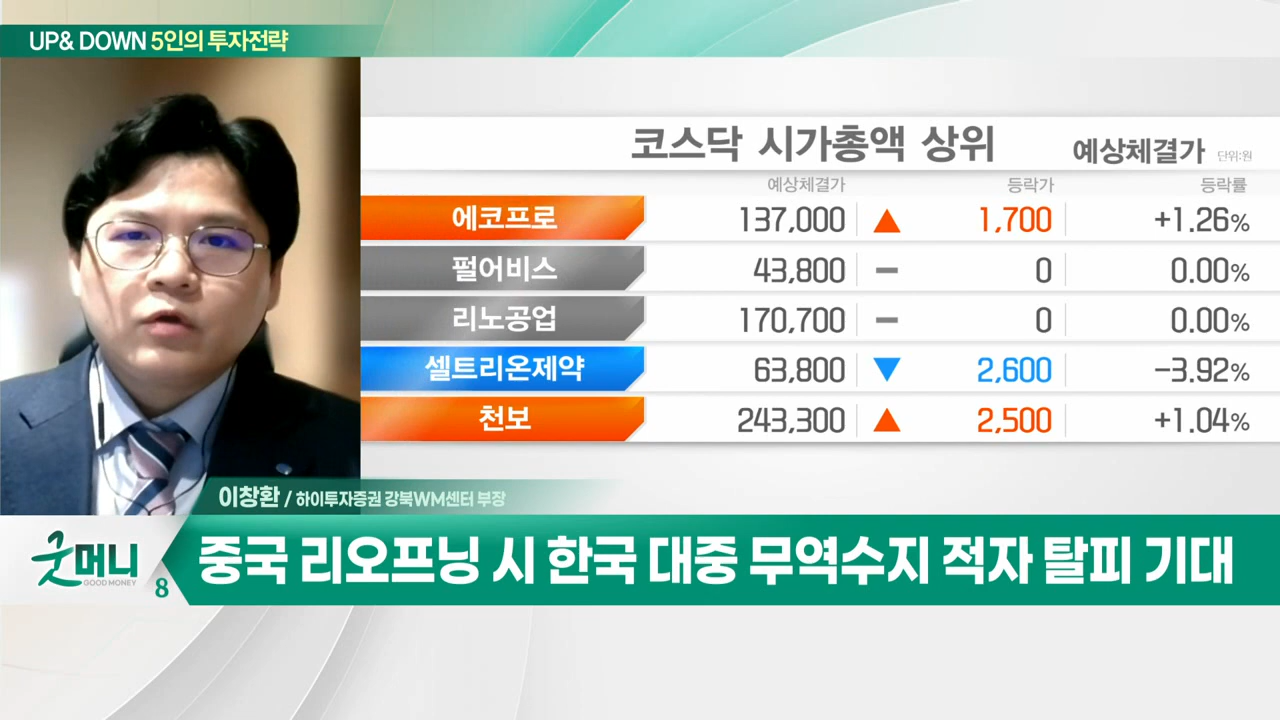 UP& DOWN 5인의 투자전략
코스닥 시가총액 상위 예상체결가 단위:원
예상체결가 등락가 등락률
에코프로 137,000 ▲ 1,700 +1.26%
펄어비스 43,800 - 0 0.00%
리노공업 170,700 - 0 0.00%
셀트리온제약 63,800 ▼ 2,600 -3.92%
천보 243,300 ▲ 2,500 +1.04%
이창환 / 하이투자증권 강북WM센터 부장
굿머니
GOOD MONEY
8
중국 리오프닝 시 한국 대중 무역수지 적자 탈피 기대